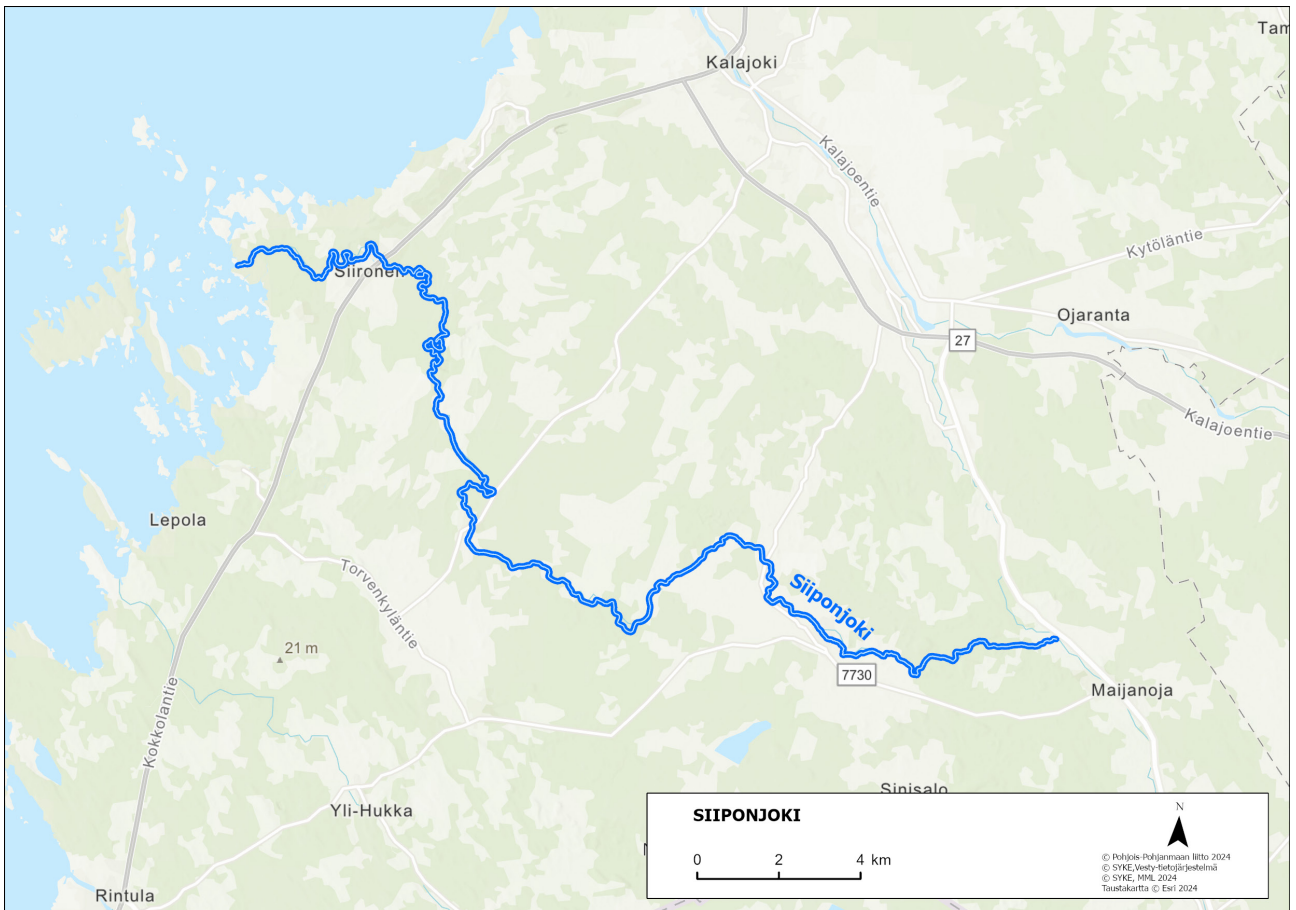 Tam
Kalajoki
Kalajoentie
Kytöläntie
Siironen
Ojaranta
27
Kalajoentie
Lepola
Torvenkyläntie
Siiponjoki
21 m
7730
Maijanoja
Kokkolantie
Sinisalo
Yli-Hukka
Rintula
SIIPONJOKI
N
0 2 4 km
© Pohjois-Pohjanmaan liitto 2024
© SYKE,Vesty-tietojärjestelmä
© SYKE, MML 2024
Taustakartta © Esri 2024